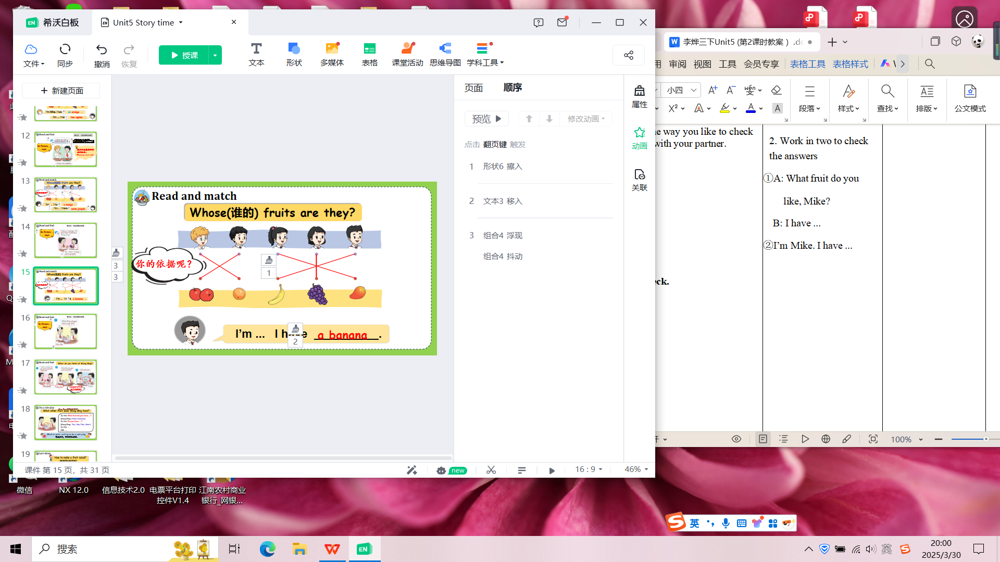 希沃白板
Unit5 Story time
文件
同步
撤消
恢复
授课
文本
形状
多媒体
表格
课堂活动
思维导图
学科工具
新建页面
12
13
14
15
16
17
18
19
Read and match
Whose(谁的) fruits are they?
你的依据呢？
3
3
1
I'm ... I have a banana.
2
页面
顺序
预览
修改动画
点击 翻页键 触发
1 形状6 擦入
2 文本3 移入
3 组合4 浮现
组合4 抖动
属性
动画
关联
课件 第 15 页，共 31 页
new
16 : 9
46%
李烨三下Unit5 (第2课时教案）.dc
用 审阅 视图 工具 会员专享 表格工具 表格样式
小四
段落
样式
查找
排版
公文模式
e way you like to check
with your partner.
eck.
2. Work in two to check
the answers
①A: What fruit do you
like, Mike?
B: I have ...
②I'm Mike. I have ...
100%
微信
NX 12.0
信息技术2.0
电票平台打印
控件V1.4
江南农村商业
银行_网银...
英
搜索
英
20:00
2025/3/30